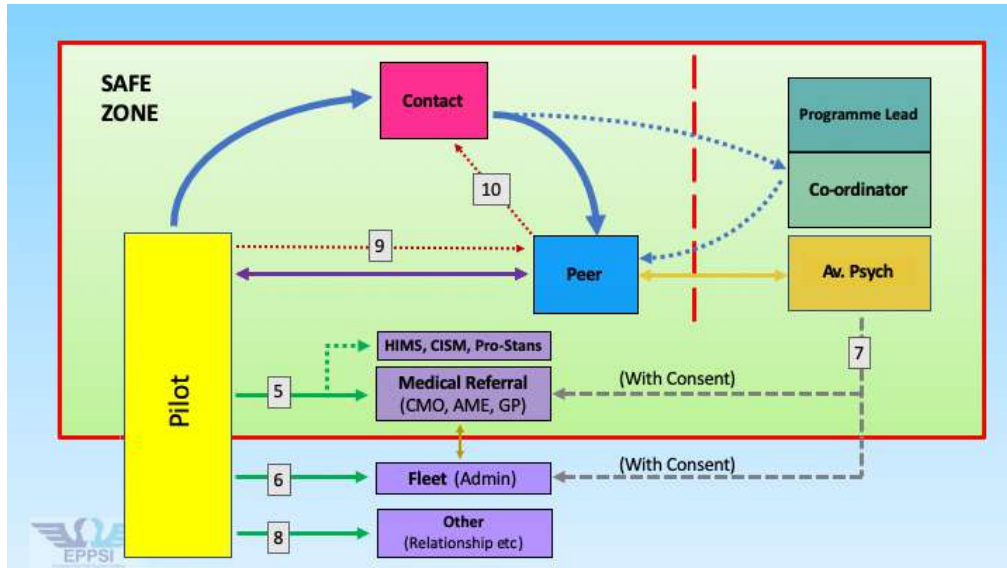 SAFE
ZONE
Contact
Programme Lead
Co-ordinator
10
9
Peer
Av. Psych
HIMS, CISM, Pro-Stans
7
Pilot
5
Medical Referral
(CMO, AME, GP)
(With Consent)
6
Fleet (Admin)
(With Consent)
8
Other
(Relationship etc)
EPPSI